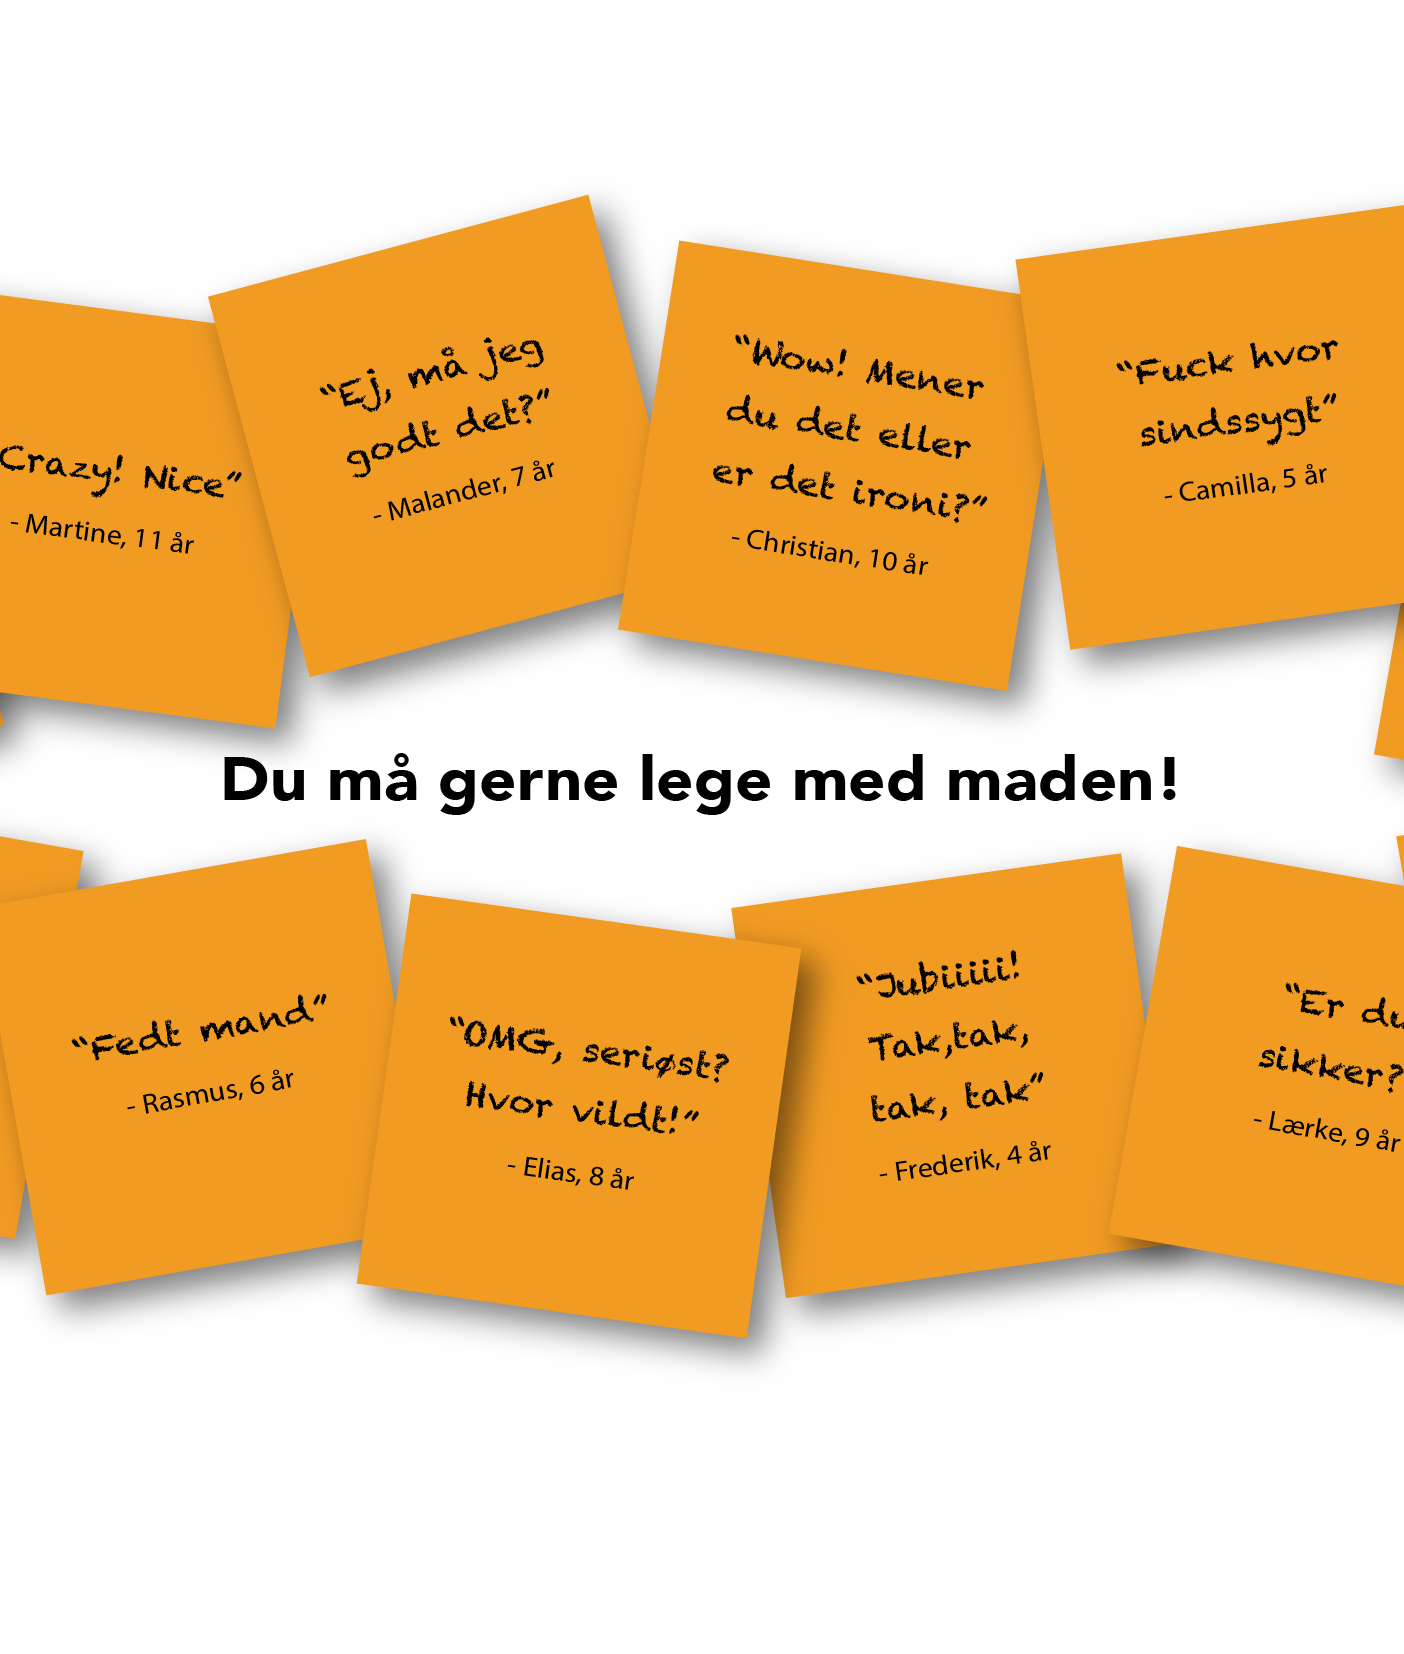 Crazy! Nice”
- Martine, 11 år
“Ej, må jeg
godt det?”
- Malander, 7 år
“Wow! Mener
du det eller
er det ironi?”
- Christian, 10 år
“Fuck hvor
sindssygt”
- Camilla, 5 år
Du må gerne lege med maden!
“Fedt mand”
- Rasmus, 6 år
“OMG, seriøst?
Hvor vildt!”
- Elias, 8 år
“Jubiiiii!
Tak,tak,
tak, tak”
- Frederik, 4 år
“Er du
sikker?
- Lærke, 9 år